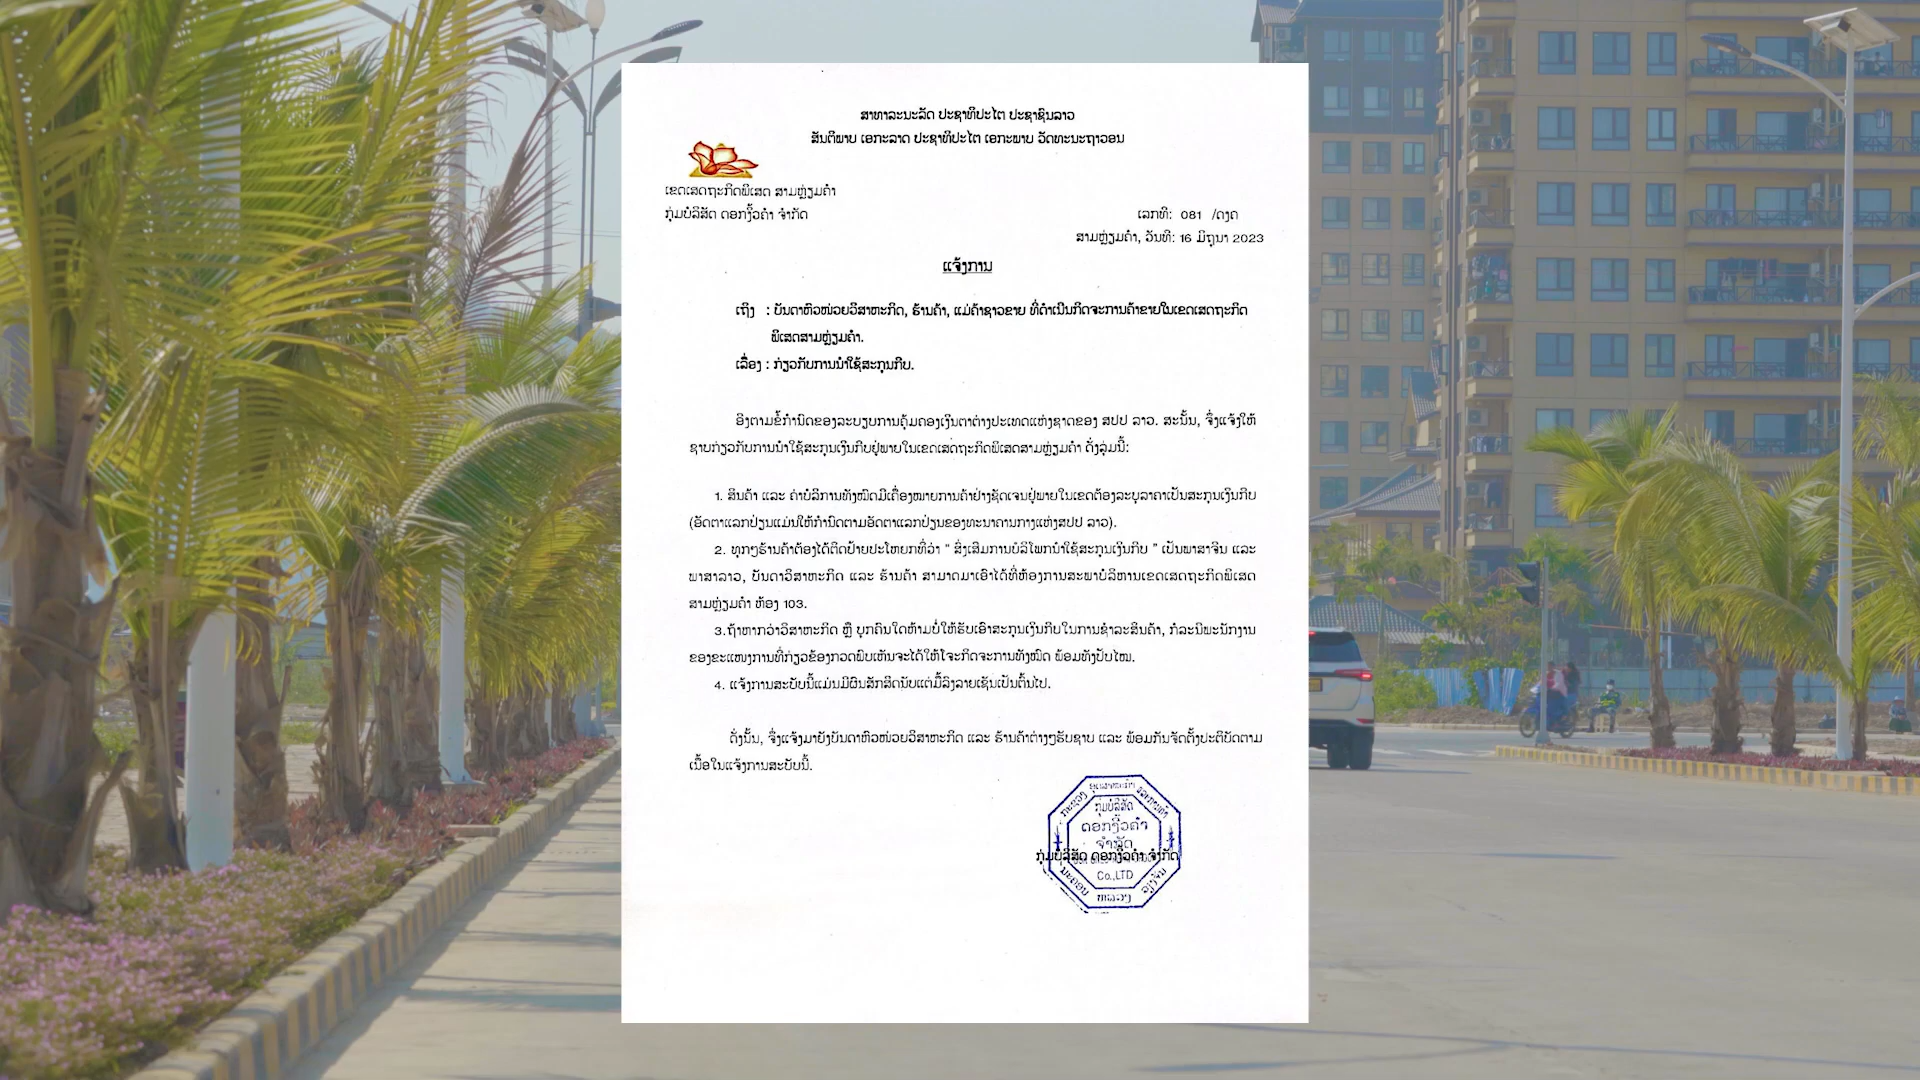 ສາທາລະນະລັດ ປະຊາທິປະໄຕ ປະຊາຊົນລາວ
ສັນຕິພາບ ເອກະລາດ ປະຊາທິປະໄຕ ເອກະພາບ ວັດທະນະຖາວອນ
ເຂດເສດຖະກິດພິເສດ ສາມຫຼ່ຽມຄຳ
ກຸ່ມບໍລິສັດ ດອກງິ້ວຄຳ ຈຳກັດ
ເລກທີ: 081 /ດງຄ
ສາມຫຼ່ຽມຄຳ, ວັນທີ: 16 ມິຖຸນາ 2023
ແຈ້ງການ
ເຖິງ : ບັນດາຫົວໜ່ວຍວິສາຫະກິດ, ຮ້ານຄ້າ, ແມ່ຄ້າຊາວຂາຍ ທີ່ດຳເນີນກິດຈະການຄ້າຂາຍໃນເຂດເສດຖະກິດ
ພິເສດສາມຫຼ່ຽມຄຳ.
ເລື່ອງ : ກ່ຽວກັບການນຳໃຊ້ສະກຸນກີບ.
ອີງຕາມຂໍ້ກຳນົດຂອງລະບຽບການຄຸ້ມຄອງເງິນຕາຕ່າງປະເທດແຫ່ງຊາດຂອງ ສປປ ລາວ. ສະນັ້ນ, ຈຶ່ງແຈ້ງໃຫ້
ຊາບກ່ຽວກັບການນຳໃຊ້ສະກຸນເງິນກີບຢູ່ພາຍໃນເຂດເສດຖະກິດພິເສດສາມຫຼ່ຽມຄຳ ດັ່ງລຸ່ມນີ້:
1. ສິນຄ້າ ແລະ ຄ່າບໍລິການທັງໝົດມີເຄື່ອງໝາຍການຄ້າຢ່າງຊັດເຈນຢູ່ພາຍໃນເຂດຕ້ອງລະບຸລາຄາເປັນສະກຸນເງິນກີບ
(ອັດຕາແລກປ່ຽນແມ່ນໃຫ້ກຳນົດຕາມອັດຕາແລກປ່ຽນຂອງທະນາຄານກາງແຫ່ງສປປ ລາວ).
2. ທຸກໆຮ້ານຄ້າຕ້ອງໄດ້ຕິດປ້າຍປະໂຫຍກທີ່ວ່າ “ ສົ່ງເສີມການບໍລິໂພກນຳໃຊ້ສະກຸນເງິນກີບ ” ເປັນພາສາຈີນ ແລະ
ພາສາລາວ, ບັນດາວິສາຫະກິດ ແລະ ຮ້ານຄ້າ ສາມາດມາເອົາໄດ້ທີ່ຫ້ອງການສະພາບໍລິຫານເຂດເສດຖະກິດພິເສດ
ສາມຫຼ່ຽມຄຳ ຫ້ອງ 103.
3.ຖ້າຫາກວ່າວິສາຫະກິດ ຫຼື ບຸກຄົນໃດຫ້າມບໍ່ໃຫ້ຮັບເອົາສະກຸນເງິນກີບໃນການຊຳລະສິນຄ້າ, ກໍລະນີພະນັກງານ
ຂອງຂະແໜງການທີ່ກ່ຽວຂ້ອງກວດພົບເຫັນຈະໄດ້ໃຫ້ໂຈະກິດຈະການທັງໝົດ ພ້ອມທັງປັບໄໝ.
4. ແຈ້ງການສະບັບນີ້ແມ່ນມີຜົນສັກສິດນັບແຕ່ມື້ລົງລາຍເຊັນເປັນຕົ້ນໄປ.
ດັ່ງນັ້ນ, ຈຶ່ງແຈ້ງມາຍັງບັນດາຫົວໜ່ວຍວິສາຫະກິດ ແລະ ຮ້ານຄ້າຕ່າງໆຮັບຊາບ ແລະ ພ້ອມກັນຈັດຕັ້ງປະຕິບັດຕາມ
ເນື້ອໃນແຈ້ງການສະບັບນີ້.
ກຸ່ມບໍລິສັດ
ດອກງິ້ວຄຳ
ຈຳກັດ
ກຸ່ມບໍລິສັດ ດອກງິ້ວຄຳ ຈຳກັດ
Co.,LTD